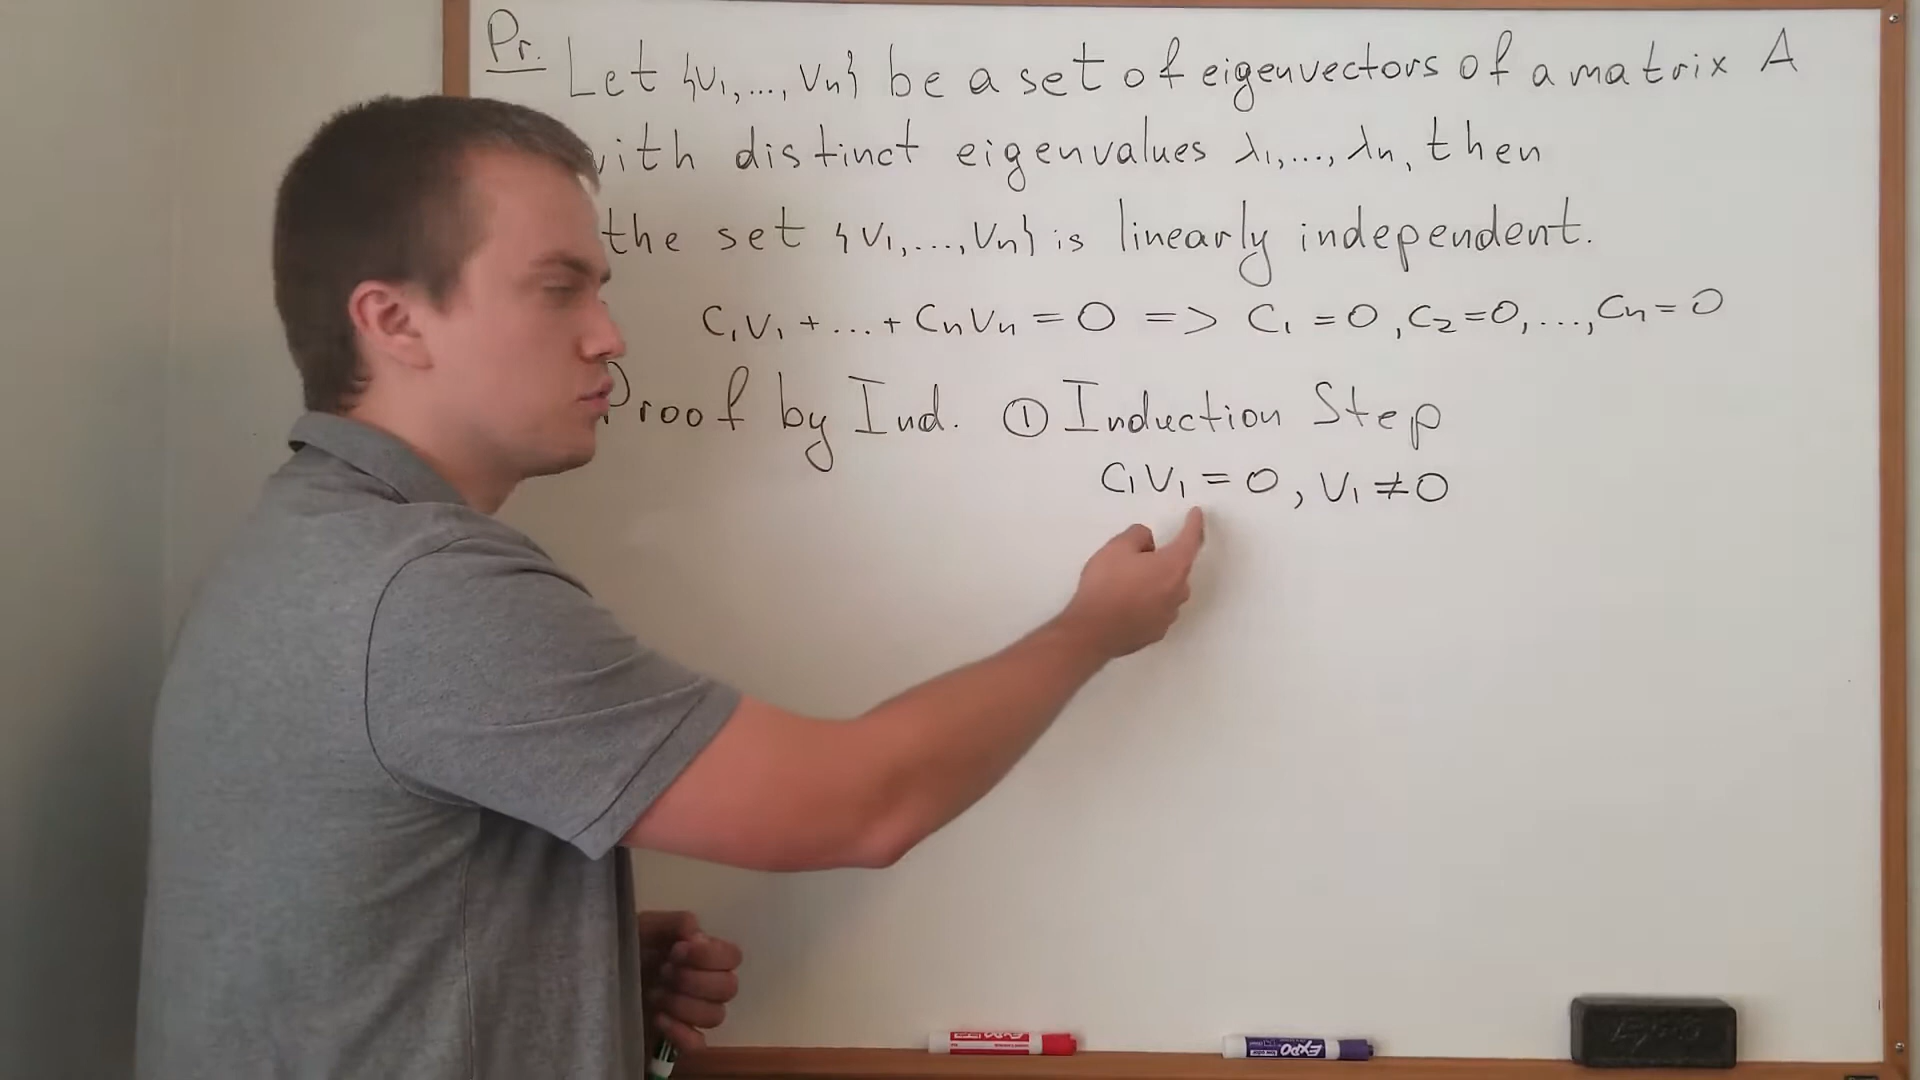 Pr. Let {v₁, ..., vₙ} be a set of eigenvectors of a matrix A
with distinct eigenvalues λ₁, ..., λₙ, then
the set {v₁, ..., vₙ} is linearly independent.
c₁v₁ + ... + cₙvₙ = 0 => c₁ = 0, c₂ = 0, ..., cₙ = 0
Proof by Ind. ① Induction Step
c₁v₁ = 0, v₁ ≠ 0
EXPO
EXPO